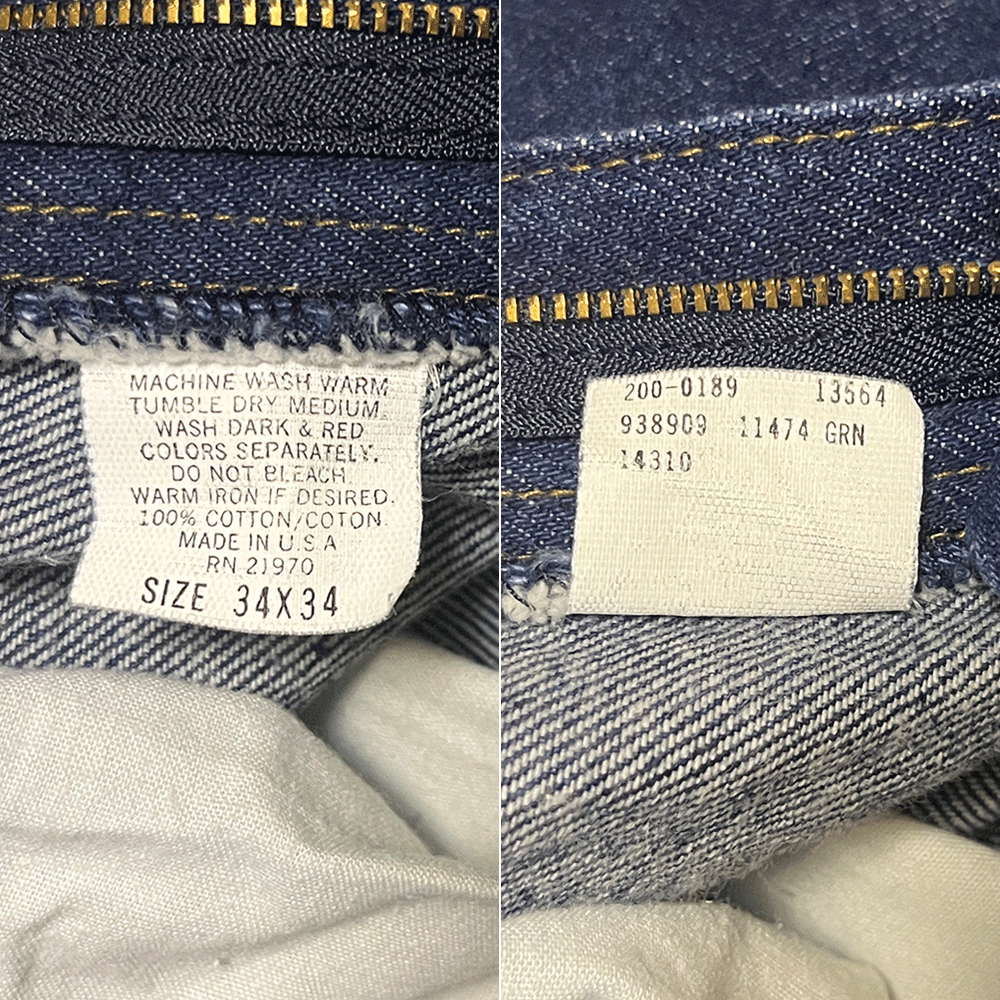 MACHINE WASH WARM
TUMBLE DRY MEDIUM.
WASH DARK & RED
COLORS SEPARATELY.
DO NOT BLEACH.
WARM IRON IF DESIRED.
100% COTTON/COTON
MADE IN U.S.A
RN 21970
SIZE 34X34
200-0189 13564
938909 11474 GRN
14310